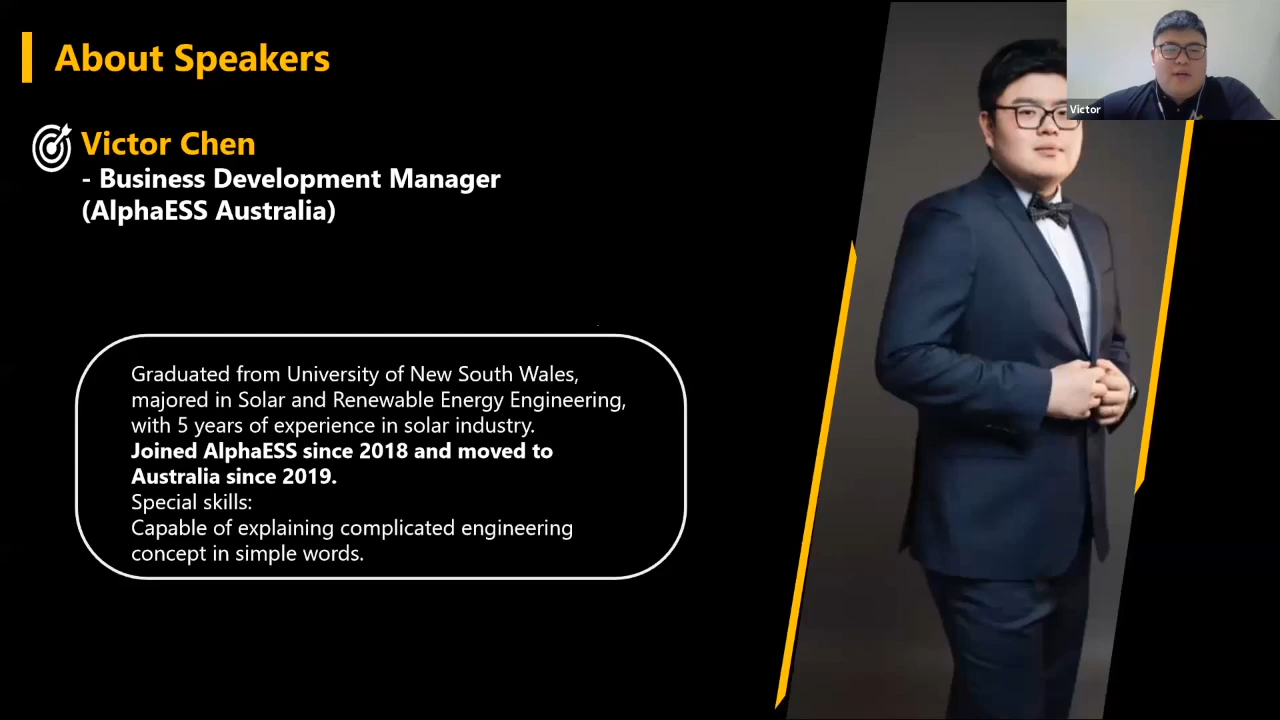 About Speakers
Victor Chen
- Business Development Manager
(AlphaESS Australia)
Graduated from University of New South Wales,
majored in Solar and Renewable Energy Engineering,
with 5 years of experience in solar industry.
Joined AlphaESS since 2018 and moved to
Australia since 2019.
Special skills:
Capable of explaining complicated engineering
concept in simple words.
Victor